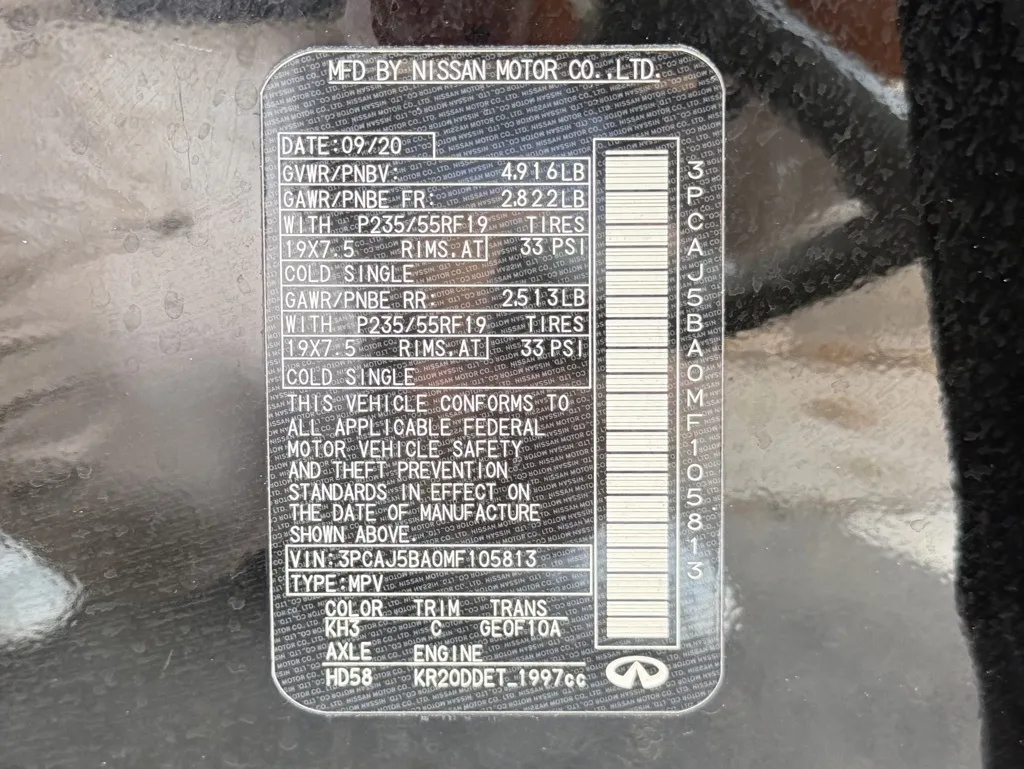 MFD BY NISSAN MOTOR CO.,LTD.
DATE:09/20
GVWR/PNBV: 4,916LB
GAWR/PNBE FR: 2,822LB
WITH P235/55RF19 TIRES
19X7.5 RIMS,AT 33 PSI
COLD SINGLE
GAWR/PNBE RR: 2,513LB
WITH P235/55RF19 TIRES
19X7.5 RIMS,AT 33 PSI
COLD SINGLE
THIS VEHICLE CONFORMS TO
ALL APPLICABLE FEDERAL
MOTOR VEHICLE SAFETY
AND THEFT PREVENTION
STANDARDS IN EFFECT ON
THE DATE OF MANUFACTURE
SHOWN ABOVE.
VIN:3PCAJ5BA0MF105813
TYPE:MPV
COLOR TRIM TRANS
KH3 C GE0F10A
AXLE ENGINE
HD58 KR20DDET_1997cc
3PCAJ5BA0MF105813